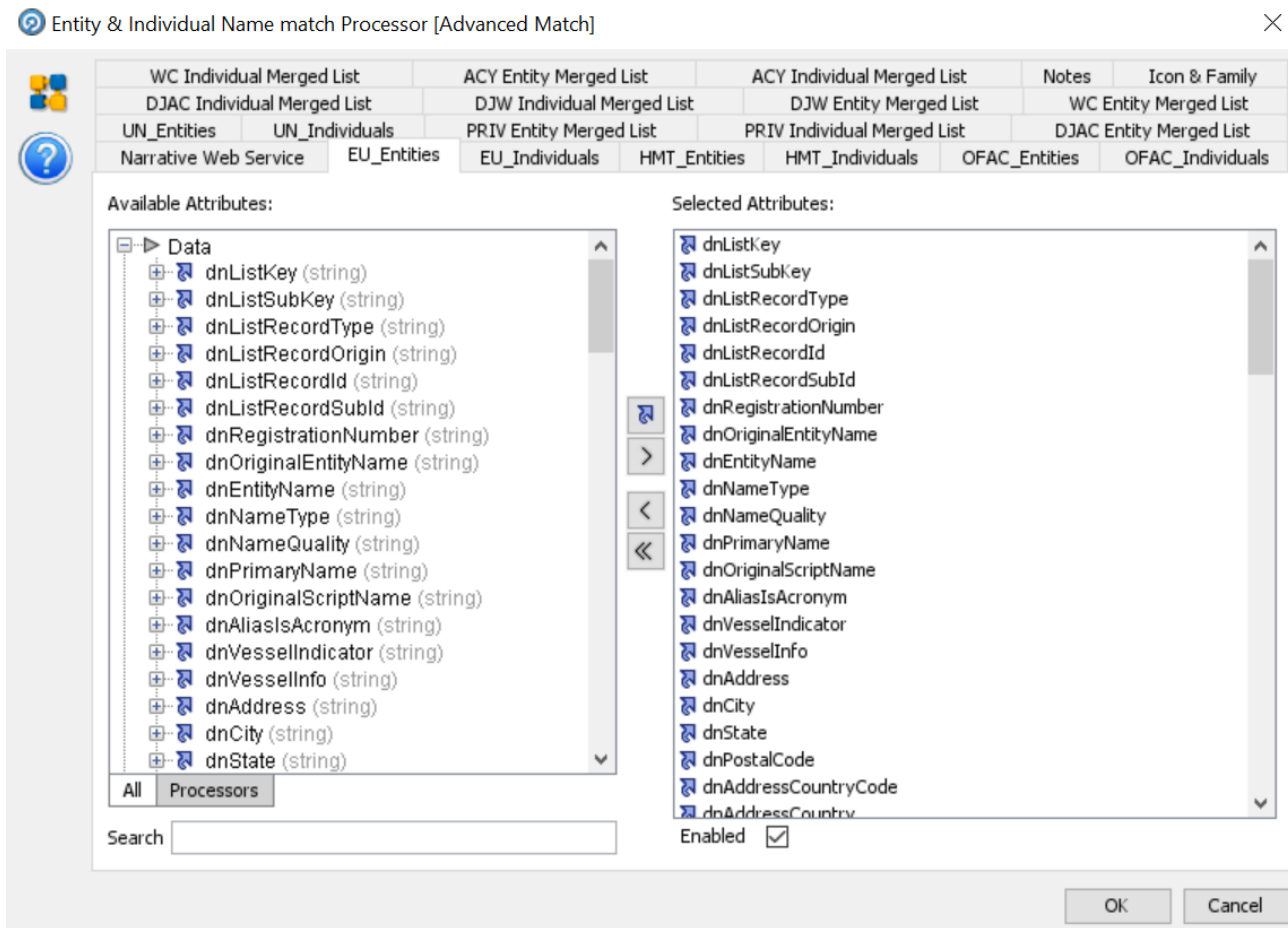 Entity & Individual Name match Processor [Advanced Match]
WC Individual Merged List ACY Entity Merged List ACY Individual Merged List Notes Icon & Family
DJAC Individual Merged List DJW Individual Merged List DJW Entity Merged List WC Entity Merged List
UN_Entities UN_Individuals PRIV Entity Merged List PRIV Individual Merged List DJAC Entity Merged List
Narrative Web Service EU_Entities EU_Individuals HMT_Entities HMT_Individuals OFAC_Entities OFAC_Individuals
Available Attributes:
Data
dnListKey (string)
dnListSubKey (string)
dnListRecordType (string)
dnListRecordOrigin (string)
dnListRecordId (string)
dnListRecordSubId (string)
dnRegistrationNumber (string)
dnOriginalEntityName (string)
dnEntityName (string)
dnNameType (string)
dnNameQuality (string)
dnPrimaryName (string)
dnOriginalScriptName (string)
dnAliasIsAcronym (string)
dnVesselIndicator (string)
dnVesselInfo (string)
dnAddress (string)
dnCity (string)
dnState (string)
All Processors
Search
Selected Attributes:
dnListKey
dnListSubKey
dnListRecordType
dnListRecordOrigin
dnListRecordId
dnListRecordSubId
dnRegistrationNumber
dnOriginalEntityName
dnEntityName
dnNameType
dnNameQuality
dnPrimaryName
dnOriginalScriptName
dnAliasIsAcronym
dnVesselIndicator
dnVesselInfo
dnAddress
dnCity
dnState
dnPostalCode
dnAddressCountryCode
dnAddressCountry
Enabled
OK Cancel